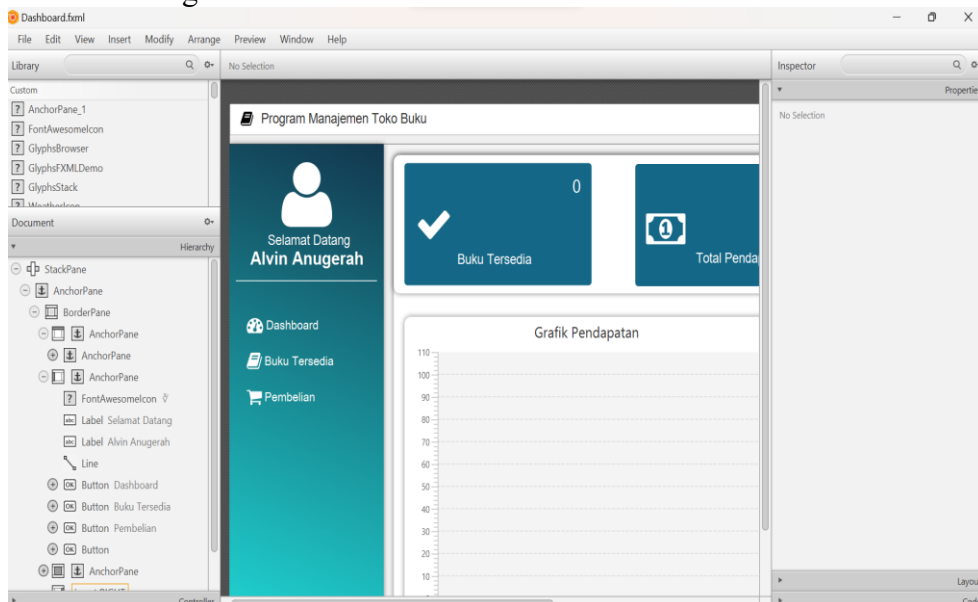 Dashboard.fxml
File Edit View Insert Modify Arrange Preview Window Help
Library
No Selection
Inspector
Custom
AnchorPane_1
FontAwesomeIcon
GlyphsBrowser
GlyphsFXMLDemo
GlyphsStack
WeatherIcon
Document
Hierarchy
StackPane
AnchorPane
BorderPane
AnchorPane
AnchorPane
AnchorPane
FontAwesomeIcon
Label Selamat Datang
Label Alvin Anugerah
Line
Button Dashboard
Button Buku Tersedia
Button Pembelian
Button
AnchorPane
Controller
Program Manajemen Toko Buku
Selamat Datang
Alvin Anugerah
Dashboard
Buku Tersedia
Pembelian
0
Buku Tersedia
1
Total Penda
Grafik Pendapatan
110
100
90
80
70
60
50
40
30
20
10
Propertie
No Selection
Layou